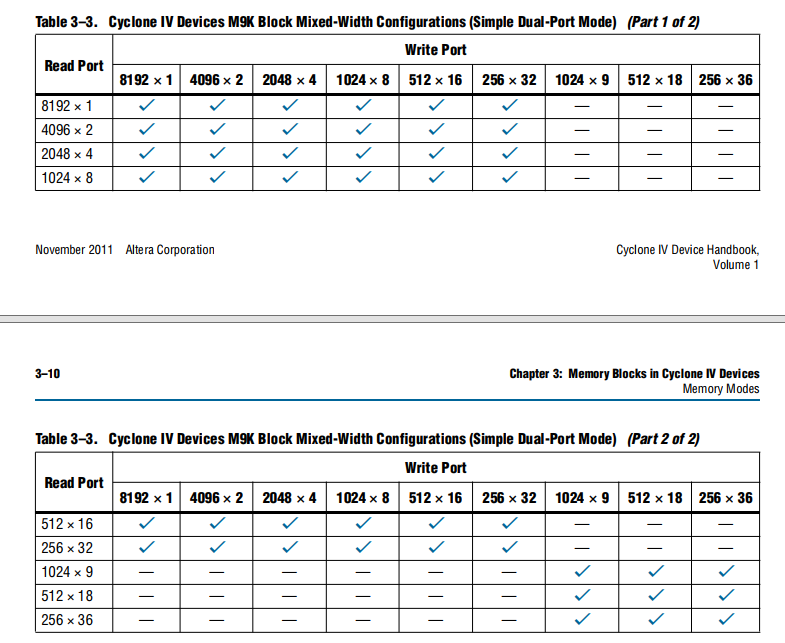 Table 3–3. Cyclone IV Devices M9K Block Mixed-Width Configurations (Simple Dual-Port Mode) (Part 1 of 2)
Read Port
Write Port
8192 × 1 4096 × 2 2048 × 4 1024 × 8 512 × 16 256 × 32 1024 × 9 512 × 18 256 × 36
8192 × 1 ✓ ✓ ✓ ✓ ✓ ✓ — — —
4096 × 2 ✓ ✓ ✓ ✓ ✓ ✓ — — —
2048 × 4 ✓ ✓ ✓ ✓ ✓ ✓ — — —
1024 × 8 ✓ ✓ ✓ ✓ ✓ ✓ — — —
November 2011 Altera Corporation
Cyclone IV Device Handbook,
Volume 1
3–10
Chapter 3: Memory Blocks in Cyclone IV Devices
Memory Modes
Table 3–3. Cyclone IV Devices M9K Block Mixed-Width Configurations (Simple Dual-Port Mode) (Part 2 of 2)
Read Port
Write Port
8192 × 1 4096 × 2 2048 × 4 1024 × 8 512 × 16 256 × 32 1024 × 9 512 × 18 256 × 36
512 × 16 ✓ ✓ ✓ ✓ ✓ ✓ — — —
256 × 32 ✓ ✓ ✓ ✓ ✓ ✓ — — —
1024 × 9 — — — — — — ✓ ✓ ✓
512 × 18 — — — — — — ✓ ✓ ✓
256 × 36 — — — — — — ✓ ✓ ✓